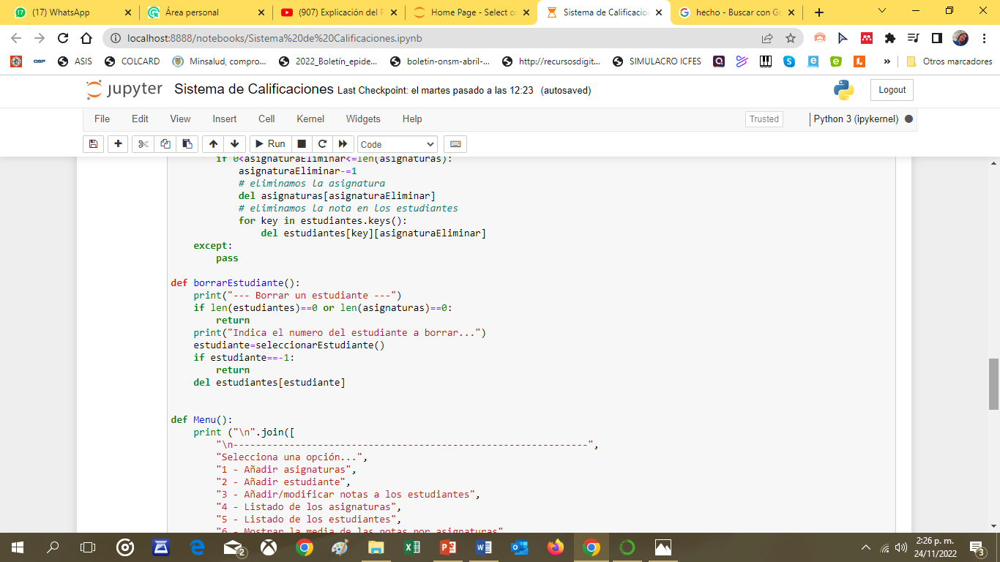 (17) WhatsApp
Área personal
(907) Explicación del P
Home Page - Select o
Sistema de Calificacion
hecho - Buscar con Go
localhost:8888/notebooks/Sistema%20de%20Calificaciones.ipynb
ASIS
COLCARD
Minsalud, compro...
2022_Boletín_epide...
boletin-onsm-abril-...
http://recursosdigit...
SIMULACRO ICFES
»
Otros marcadores
jupyter Sistema de Calificaciones Last Checkpoint: el martes pasado a las 12:23 (autosaved)
Logout
File Edit View Insert Cell Kernel Widgets Help
Trusted
Python 3 (ipykernel)
Run
Code
if 0<asignaturaEliminar<=len(asignaturas):
asignaturaEliminar-=1
# eliminamos la asignatura
del asignaturas[asignaturaEliminar]
# eliminamos la nota en los estudiantes
for key in estudiantes.keys():
del estudiantes[key][asignaturaEliminar]
except:
pass
def borrarEstudiante():
print("--- Borrar un estudiante ---")
if len(estudiantes)==0 or len(asignaturas)==0:
return
print("Indica el numero del estudiante a borrar...")
estudiante=seleccionarEstudiante()
if estudiante==-1:
return
del estudiantes[estudiante]
def Menu():
print ("\n".join([
"\n---------------------------------------------------------------",
"Selecciona una opción...",
"1 - Añadir asignaturas",
"2 - Añadir estudiante",
"3 - Añadir/modificar notas a los estudiantes",
"4 - Listado de los asignaturas",
"5 - Listado de los estudiantes",
"6 - Mostrar la media de las notas por asignaturas"
2
2:26 p. m.
24/11/2022
3